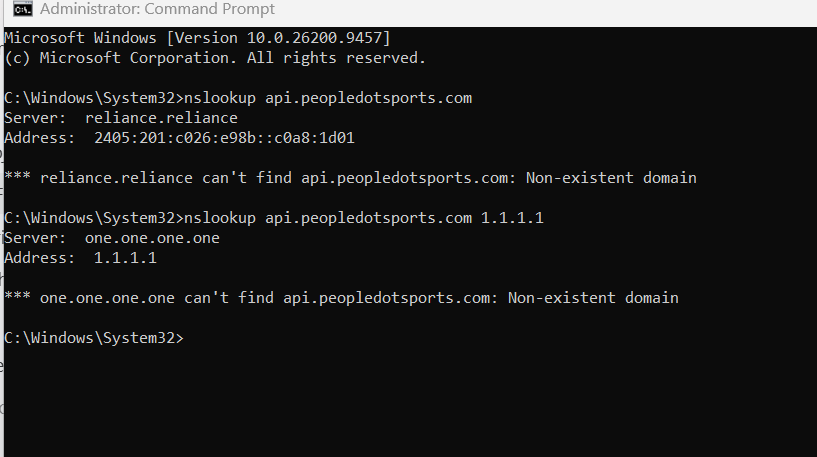 Administrator: Command Prompt
Microsoft Windows [Version 10.0.26200.9457]
(c) Microsoft Corporation. All rights reserved.
C:\Windows\System32>nslookup api.peopledotsports.com
Server:  reliance.reliance
Address:  2405:201:c026:e98b::c0a8:1d01
*** reliance.reliance can't find api.peopledotsports.com: Non-existent domain
C:\Windows\System32>nslookup api.peopledotsports.com 1.1.1.1
Server:  one.one.one.one
Address:  1.1.1.1
*** one.one.one.one can't find api.peopledotsports.com: Non-existent domain
C:\Windows\System32>